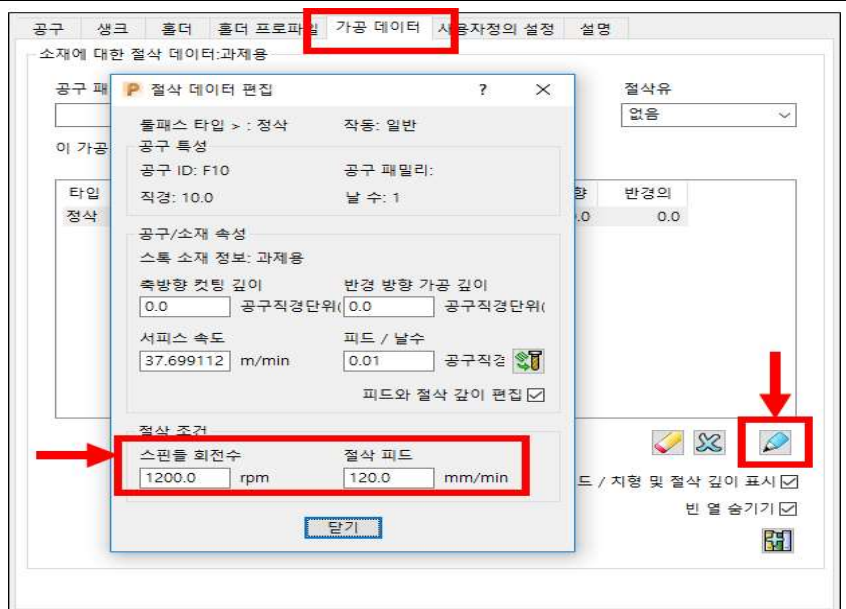 공구 생크 홀더 홀더 프로파일 가공 데이터 사용자정의 설정 설명
소재에 대한 절삭 데이터:과제용
공구 패
절삭유
없음
이 가공
타입
향 반경의
정삭
.0 0.0
절삭 데이터 편집 ? ×
툴패스 타입 > : 정삭 작동: 일반
공구 특성
공구 ID: F10 공구 패밀리:
직경: 10.0 날 수: 1
공구/소재 속성
스톡 소재 정보: 과제용
축방향 컷팅 깊이 반경 방향 가공 깊이
0.0 공구직경단위( 0.0 공구직경단위(
서피스 속도 피드 / 날수
37.699112 m/min 0.01 공구직경
피드와 절삭 값이 편집
절삭 조건
스핀들 회전수 절삭 피드
1200.0 rpm 120.0 mm/min
닫기
드 / 치형 및 절삭 깊이 표시
빈 열 숨기기